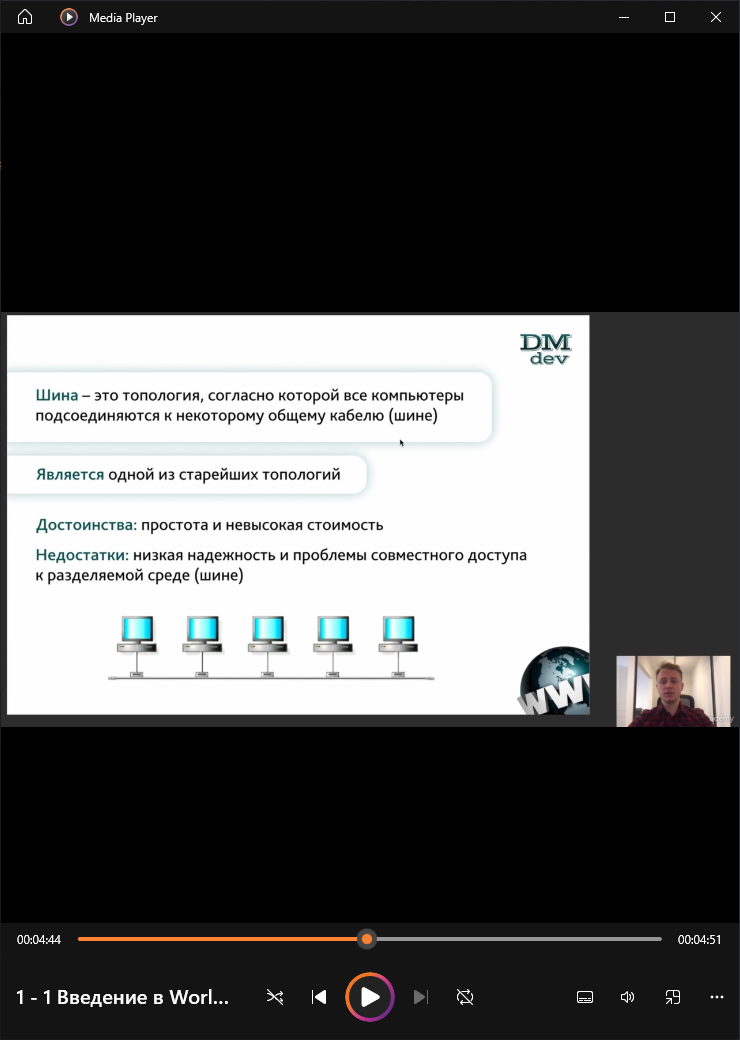 Media Player
DM
dev
Шина – это топология, согласно которой все компьютеры
подсоединяются к некоторому общему кабелю (шине)
Является одной из старейших топологий
Достоинства: простота и невысокая стоимость
Недостатки: низкая надежность и проблемы совместного доступа
к разделяемой среде (шине)
WWW
00:04:44
00:04:51
1 - 1 Введение в Worl...